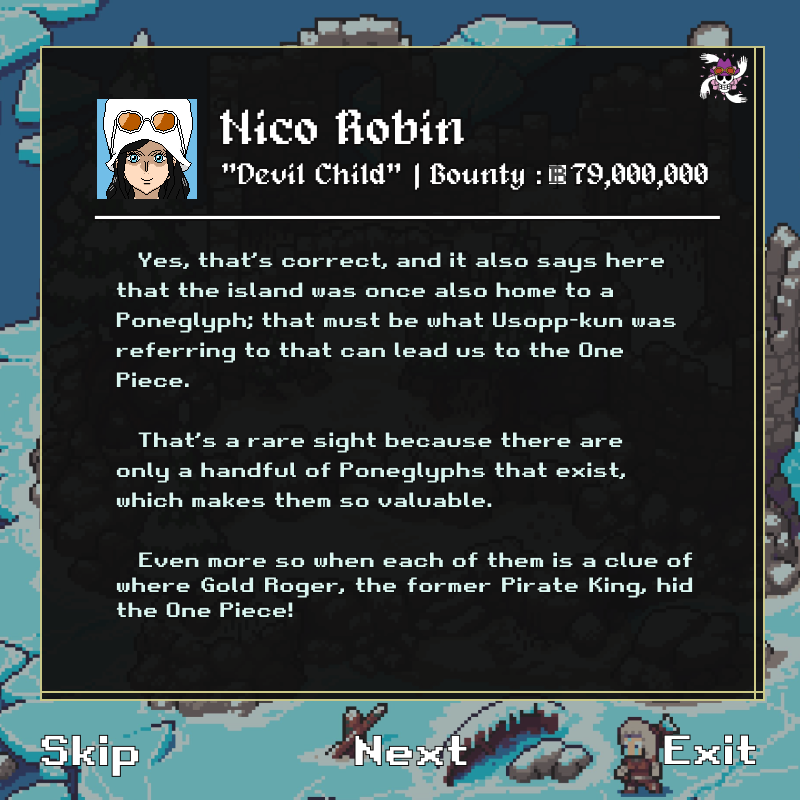 Nico Robin
"Devil Child" | Bounty : 79,000,000
Yes, that's correct, and it also says here
that the island was once also home to a
Poneglyph; that must be what Usopp-kun was
referring to that can lead us to the One
Piece.
That's a rare sight because there are
only a handful of Poneglyphs that exist,
which makes them so valuable.
Even more so when each of them is a clue of
where Gold Roger, the former Pirate King, hid
the One Piece!
Skip
Next
Exit